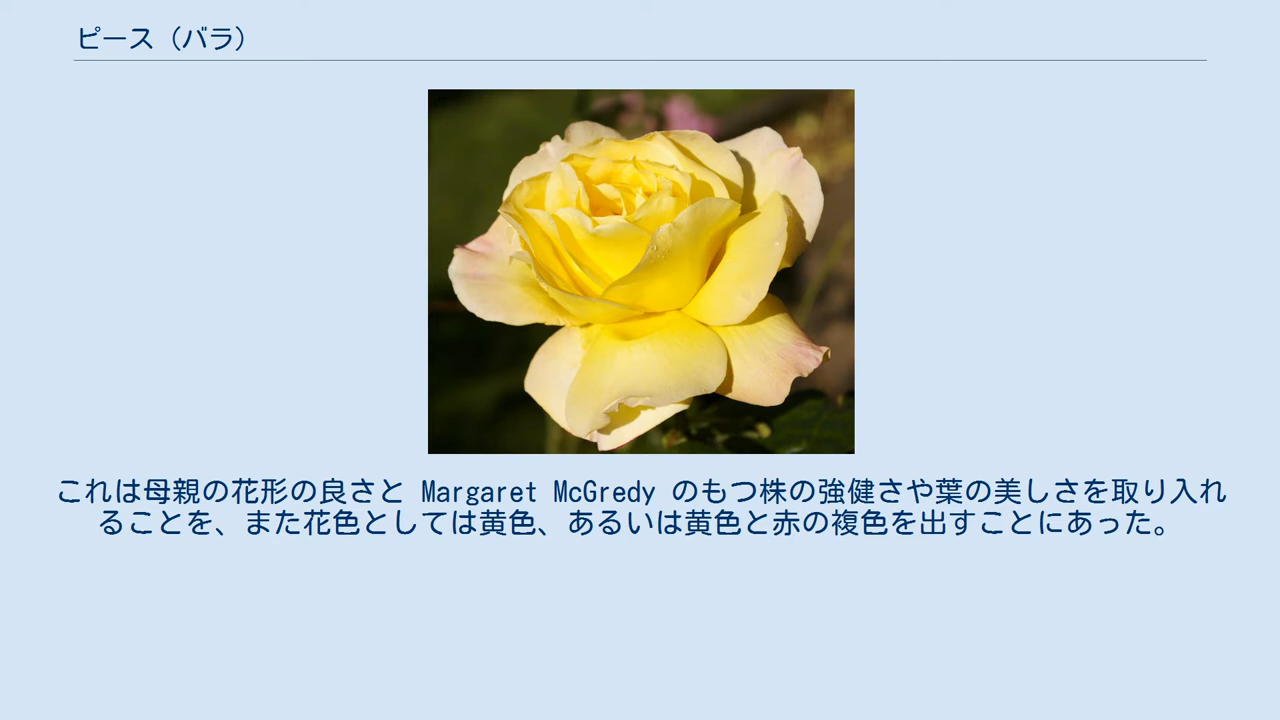 ピース（バラ）
これは母親の花形の良さと Margaret McGredy のもつ株の強健さや葉の美しさを取り入れ
ることを、また花色としては黄色、あるいは黄色と赤の複色を出すことにあった。